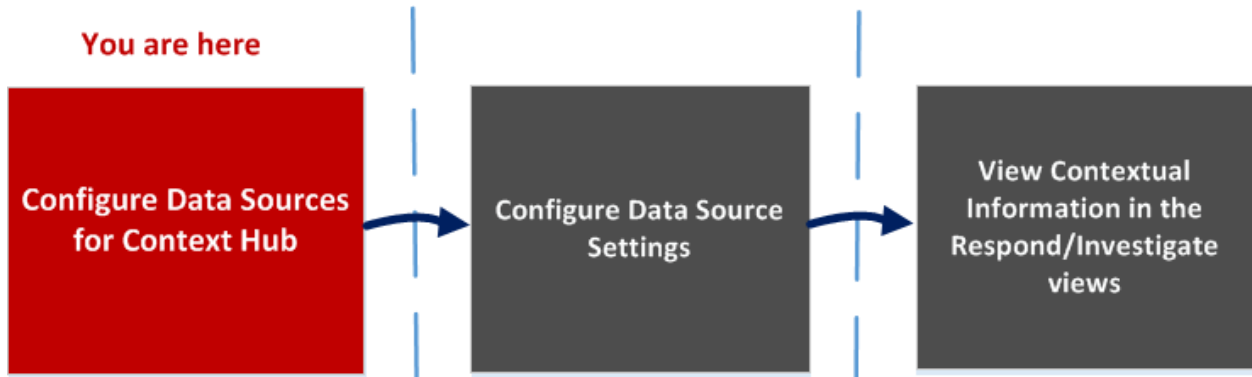 You are here
Configure Data Sources
for Context Hub
Configure Data Source
Settings
View Contextual
Information in the
Respond/Investigate
views